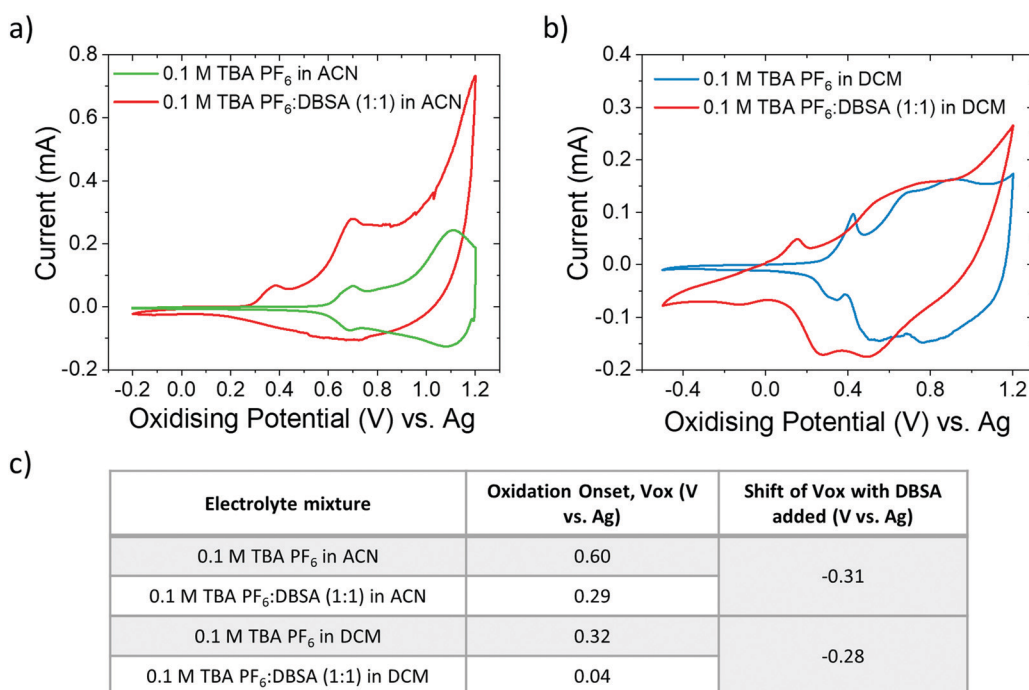 a)
0.8
0.6
0.4
0.2
0.0
-0.2
Current (mA)
0.1 M TBA PF₆ in ACN
0.1 M TBA PF₆:DBSA (1:1) in ACN
-0.2 0.0 0.2 0.4 0.6 0.8 1.0 1.2
Oxidising Potential (V) vs. Ag
b)
0.4
0.3
0.2
0.1
0.0
-0.1
-0.2
Current (mA)
0.1 M TBA PF₆ in DCM
0.1 M TBA PF₆:DBSA (1:1) in DCM
-0.4 0.0 0.4 0.8 1.2
Oxidising Potential (V) vs. Ag
c)
Electrolyte mixture
Oxidation Onset, Vox (V
vs. Ag)
Shift of Vox with DBSA
added (V vs. Ag)
0.1 M TBA PF₆ in ACN
0.60
-0.31
0.1 M TBA PF₆:DBSA (1:1) in ACN
0.29
0.1 M TBA PF₆ in DCM
0.32
-0.28
0.1 M TBA PF₆:DBSA (1:1) in DCM
0.04